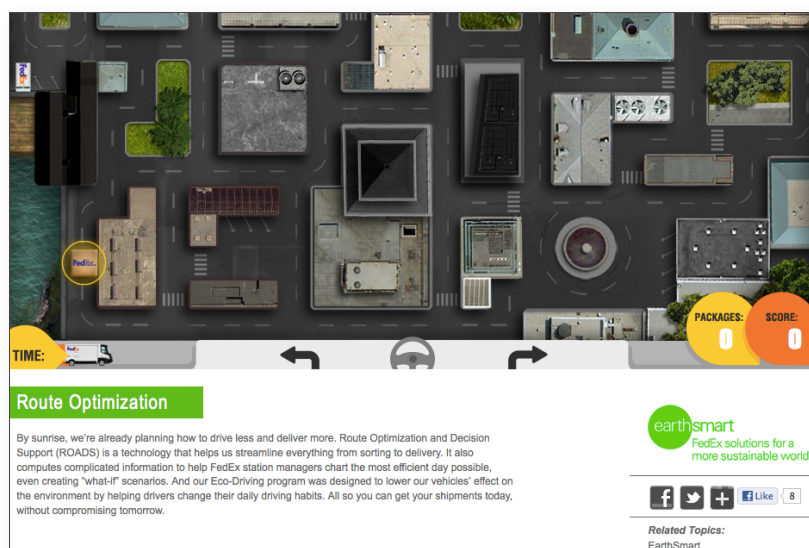 FedEx
FedEx
PACKAGES:
SCORE:
0
0
TIME:
FedEx
Route Optimization
By sunrise, we're already planning how to drive less and deliver more. Route Optimization and Decision
Support (ROADS) is a technology that helps us streamline everything from sorting to delivery. It also
computes complicated information to help FedEx station managers chart the most efficient day possible,
even creating "what-if" scenarios. And our Eco-Driving program was designed to lower our vehicles' effect on
the environment by helping drivers change their daily driving habits. All so you can get your shipments today,
without compromising tomorrow.
earthsmart
FedEx solutions for a
more sustainable world
Like 8
Related Topics:
EarthSmart,